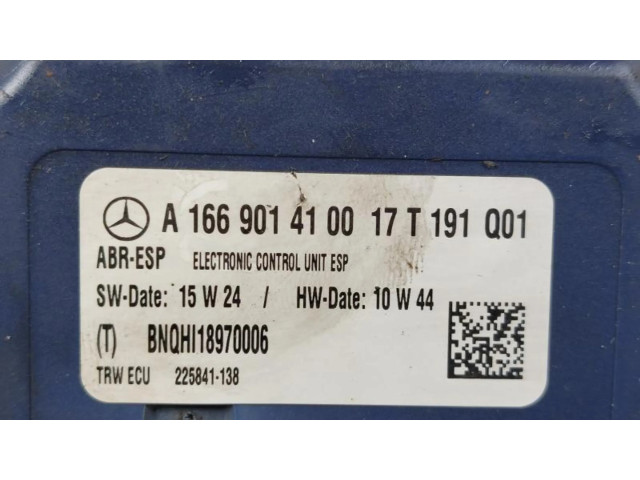 A 166 901 41 00 17 T 191 Q01
ABR-ESP ELECTRONIC CONTROL UNIT ESP
SW-Date: 15 W 24 / HW-Date: 10 W 44
(T) BNQHI18970006
TRW ECU 225841-138